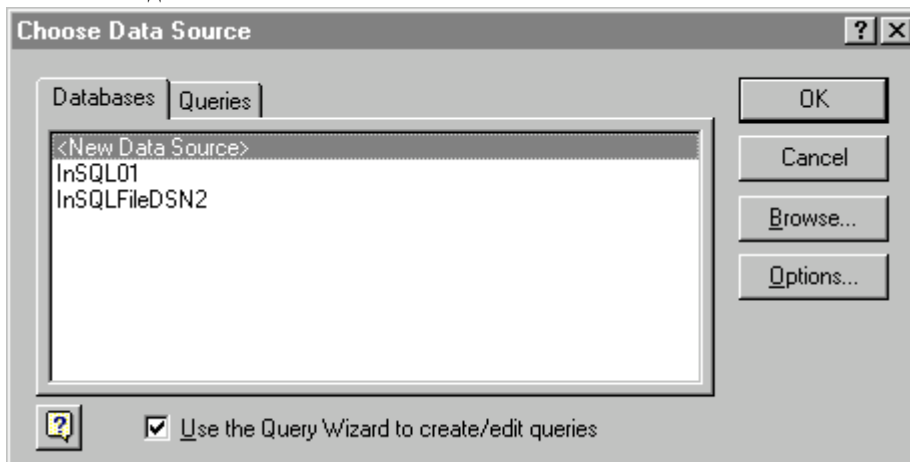 Choose Data Source
Databases Queries
<New Data Source>
InSQL01
InSQLFileDSN2
OK
Cancel
Browse...
Options...
Use the Query Wizard to create/edit queries